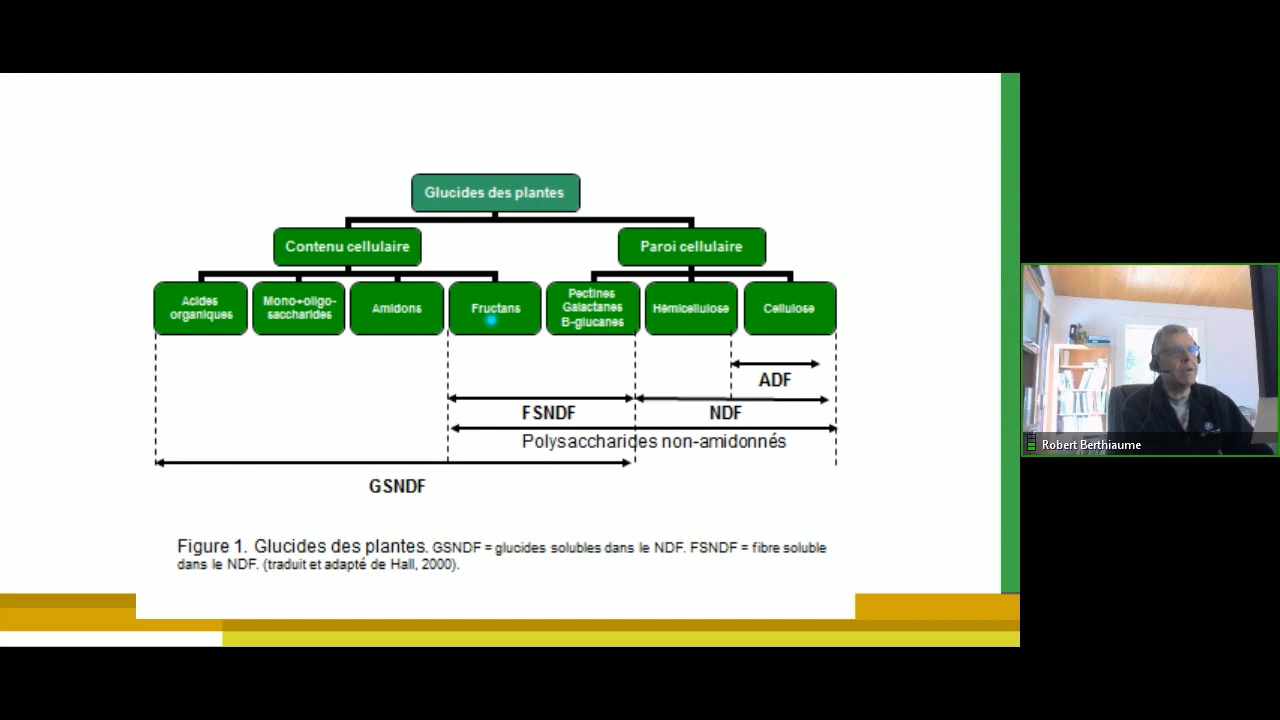 Glucides des plantes
Contenu cellulaire
Paroi cellulaire
Acides
organiques
Mono+oligo-
saccharides
Amidons
Fructans
Pectines
Galactanes
B-glucanes
Hémicellulose
Cellulose
ADF
FSNDF
NDF
Polysaccharides non-amidonnés
GSNDF
Figure 1. Glucides des plantes. GSNDF = glucides solubles dans le NDF. FSNDF = fibre soluble
dans le NDF. (traduit et adapté de Hall, 2000).
Robert Berthiaume